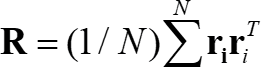 R = (1/N) ∑^N r_i r_i^T